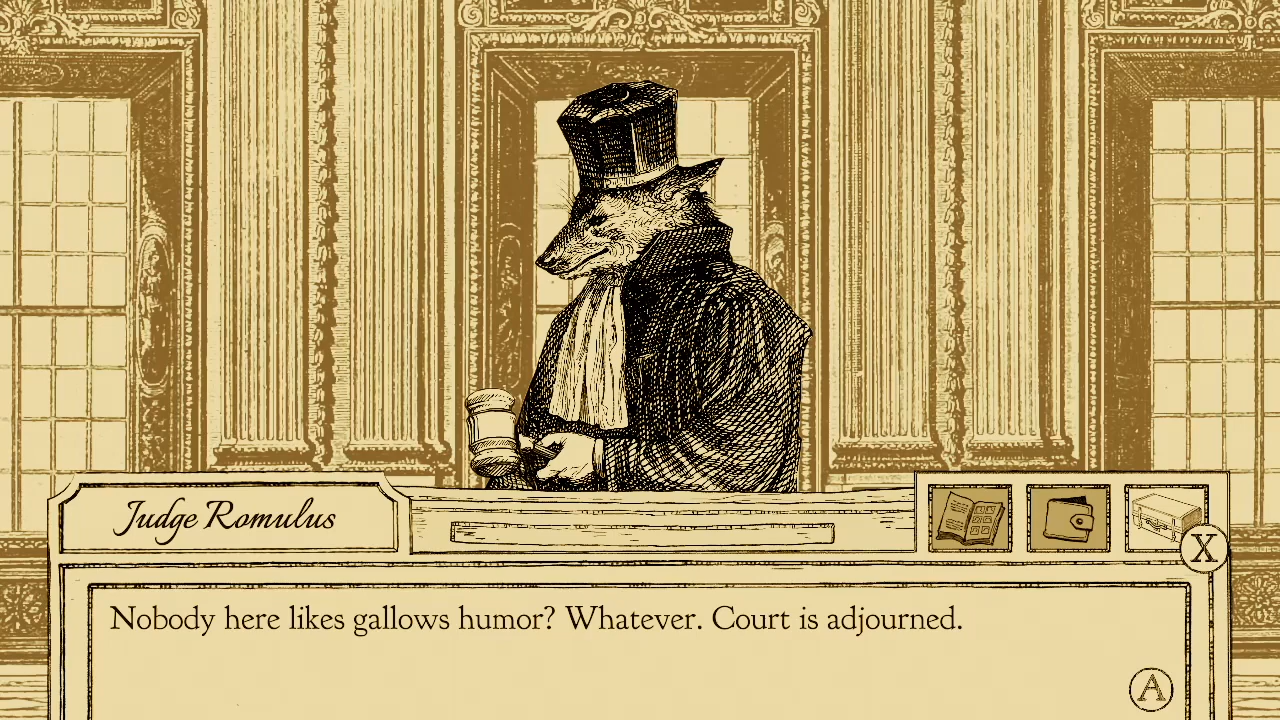 Judge Romulus
X
Nobody here likes gallows humor? Whatever. Court is adjourned.
A